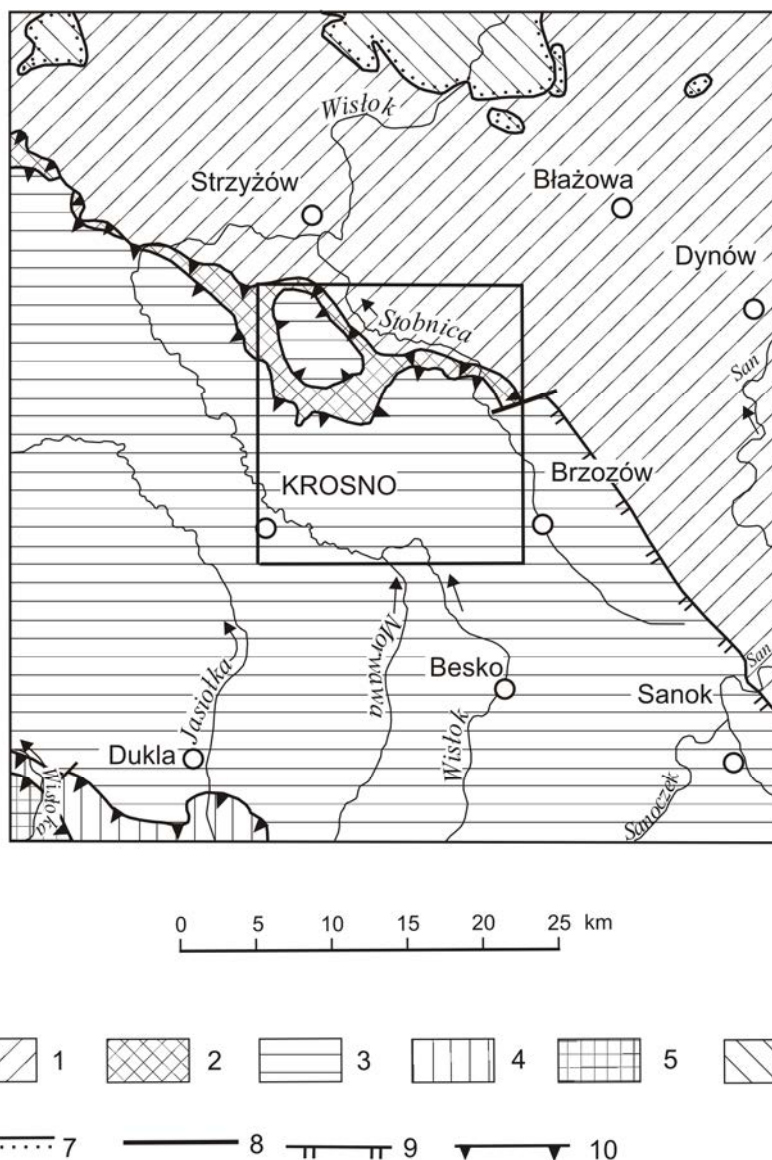 Wisłok
Strzyżów
Błażowa
Dynów
Stobnica
San
KROSNO
Brzozów
Morwawa
Jasiołka
Besko
San
Sanok
Wisłok
Dukla
Wisłoka
Sanoczek
0 5 10 15 20 25 km
1 2 3 4 5
7 8 9 10